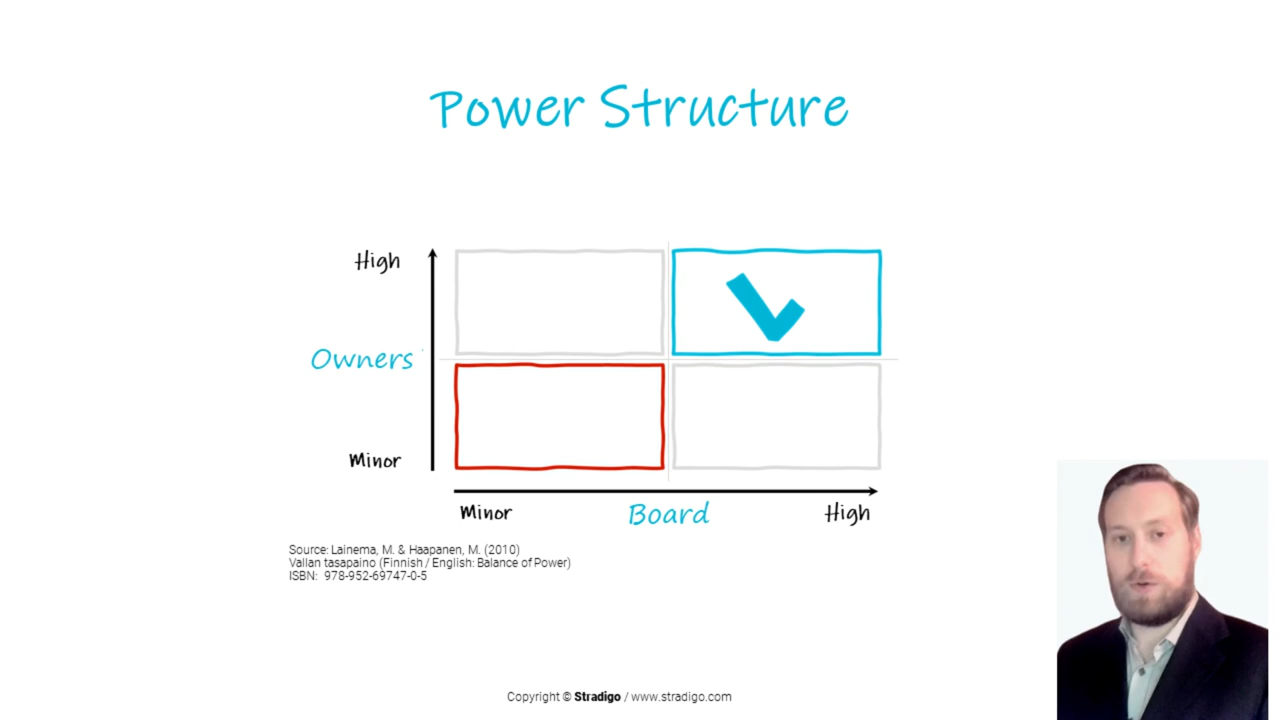 Power Structure
High
Owners
Minor
Minor
Board
High
Source: Lainema, M. & Haapanen, M. (2010)
Vallan tasapaino (Finnish / English: Balance of Power)
ISBN: 978-952-69747-0-5
Copyright © Stradigo / www.stradigo.com